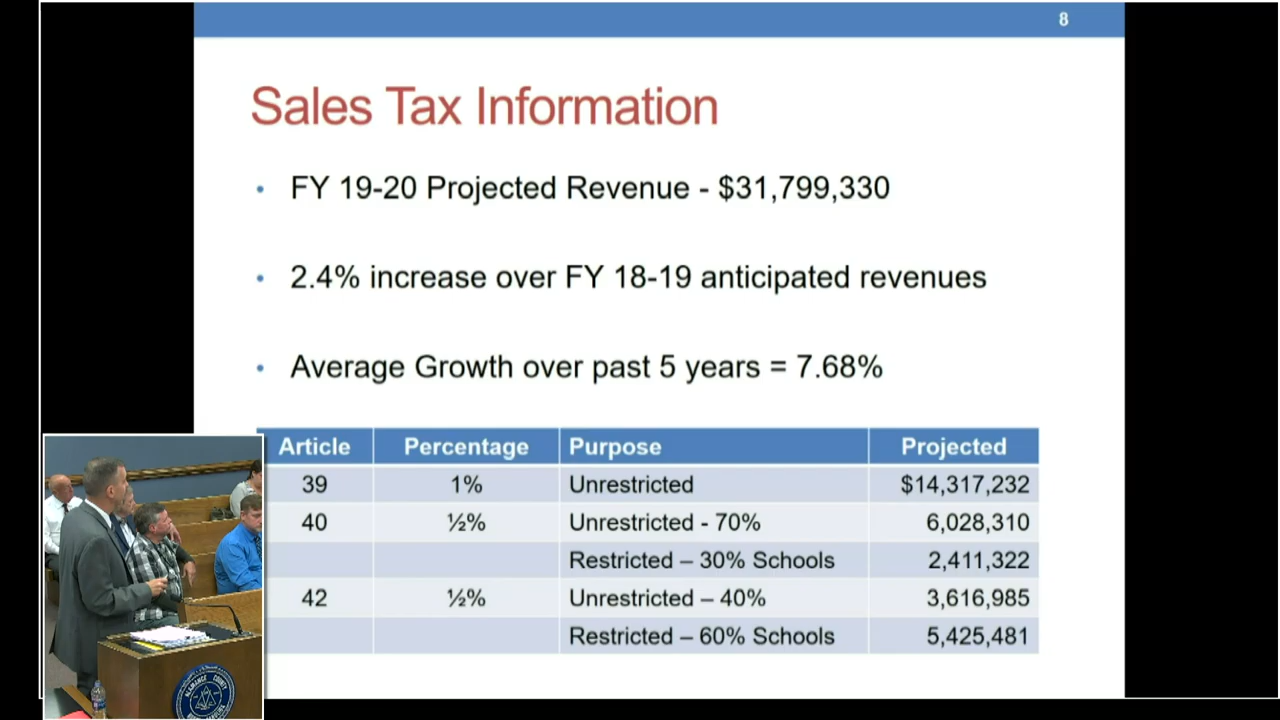 8
Sales Tax Information
• FY 19-20 Projected Revenue - $31,799,330
• 2.4% increase over FY 18-19 anticipated revenues
• Average Growth over past 5 years = 7.68%
Article Percentage Purpose Projected
39 1% Unrestricted $14,317,232
40 ½% Unrestricted - 70% 6,028,310
Restricted – 30% Schools 2,411,322
42 ½% Unrestricted – 40% 3,616,985
Restricted – 60% Schools 5,425,481
ALAMANCE COUNTY